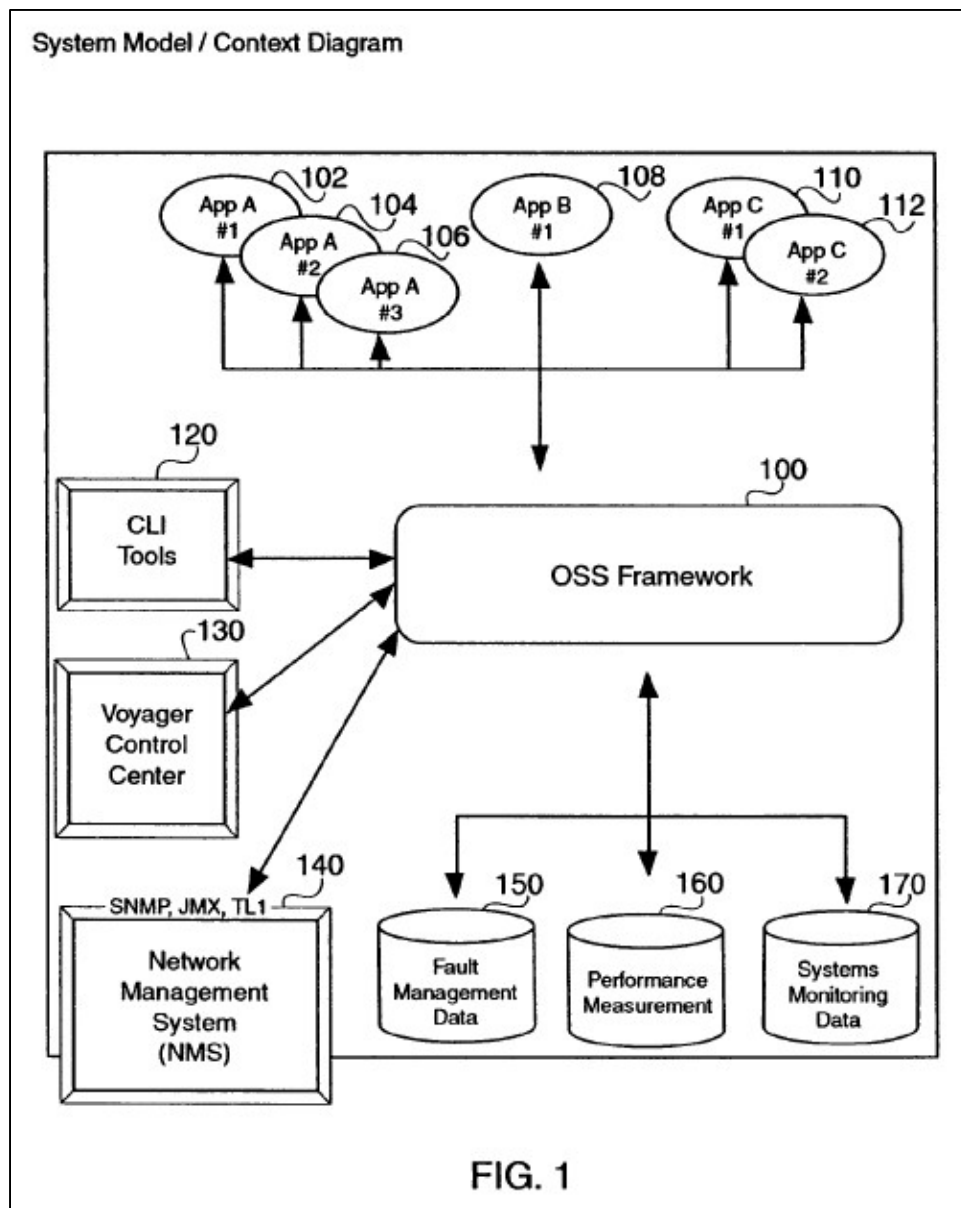 System Model / Context Diagram
102
App A
#1
104
App A
#2
106
App A
#3
108
App B
#1
110
App C
#1
112
App C
#2
120
CLI
Tools
100
OSS Framework
130
Voyager
Control
Center
140
SNMP, JMX, TL1
Network
Management
System
(NMS)
150
Fault
Management
Data
160
Performance
Measurement
170
Systems
Monitoring
Data
FIG. 1